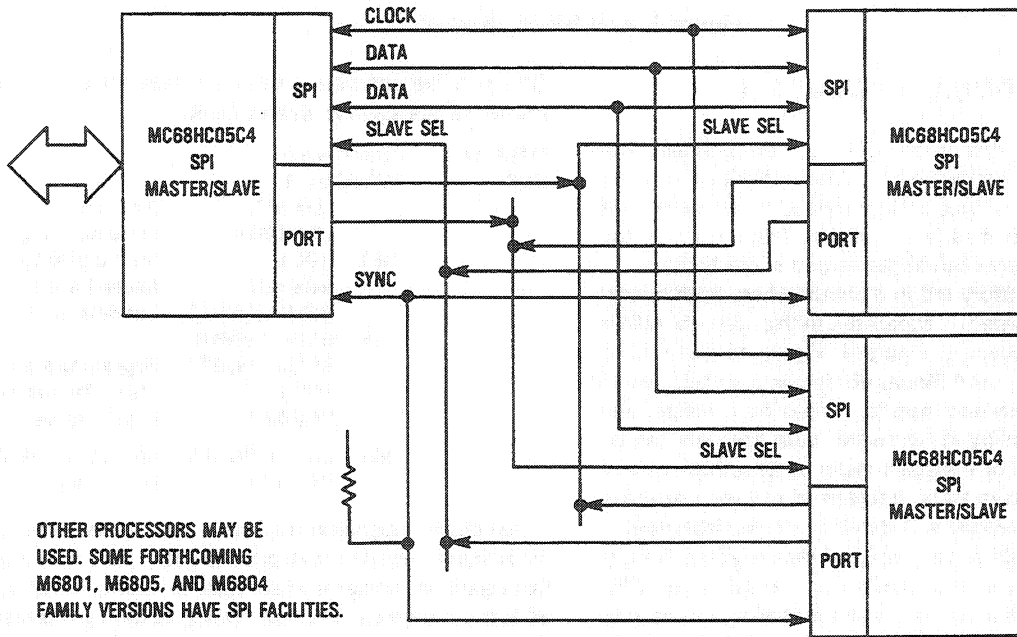 CLOCK
DATA
DATA
SLAVE SEL
SPI
MC68HC05C4
SPI
MASTER/SLAVE
PORT
SYNC
SPI
SLAVE SEL
MC68HC05C4
SPI
MASTER/SLAVE
PORT
SPI
SLAVE SEL
MC68HC05C4
SPI
MASTER/SLAVE
PORT
OTHER PROCESSORS MAY BE
USED. SOME FORTHCOMING
M6801, M6805, AND M6804
FAMILY VERSIONS HAVE SPI FACILITIES.